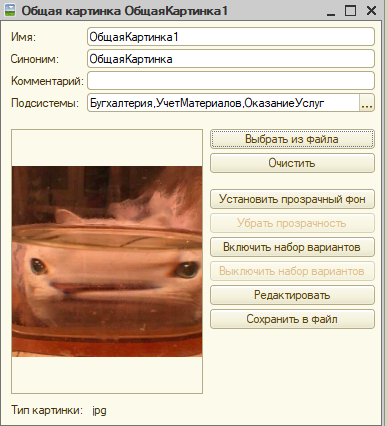 Общая картинка ОбщаяКартинка1
Имя: ОбщаяКартинка1
Синоним: ОбщаяКартинка
Комментарий:
Подсистемы: Бугхалтерия,УчетМатериалов,ОказаниеУслуг ...
Выбрать из файла
Очистить
Установить прозрачный фон
Убрать прозрачность
Включить набор вариантов
Выключить набор вариантов
Редактировать
Сохранить в файл
Тип картинки: jpg